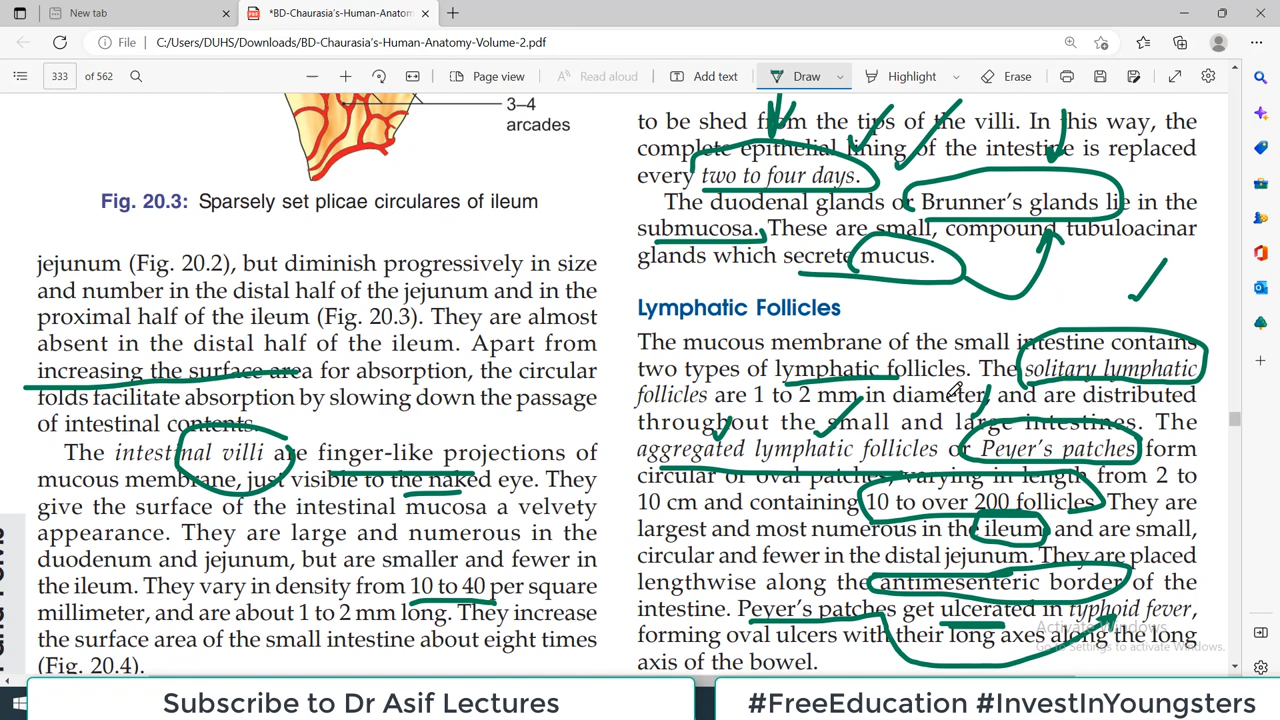 New tab
*BD-Chaurasia's-Human-Anatomy-
File
C:/Users/DUHS/Downloads/BD-Chaurasia's-Human-Anatomy-Volume-2.pdf
333
of 562
Page view
Read aloud
Add text
Draw
Highlight
Erase
3–4
arcades
Fig. 20.3: Sparsely set plicae circulares of ileum
jejunum (Fig. 20.2), but diminish progressively in size
and number in the distal half of the jejunum and in the
proximal half of the ileum (Fig. 20.3). They are almost
absent in the distal half of the ileum. Apart from
increasing the surface area for absorption, the circular
folds facilitate absorption by slowing down the passage
of intestinal contents.
The intestinal villi are finger-like projections of
mucous membrane, just visible to the naked eye. They
give the surface of the intestinal mucosa a velvety
appearance. They are large and numerous in the
duodenum and jejunum, but are smaller and fewer in
the ileum. They vary in density from 10 to 40 per square
millimeter, and are about 1 to 2 mm long. They increase
the surface area of the small intestine about eight times
(Fig. 20.4).
to be shed from the tips of the villi. In this way, the
complete epithelial lining of the intestine is replaced
every two to four days.
The duodenal glands or Brunner's glands lie in the
submucosa. These are small, compound tubuloacinar
glands which secrete mucus.
Lymphatic Follicles
The mucous membrane of the small intestine contains
two types of lymphatic follicles. The solitary lymphatic
follicles are 1 to 2 mm in diameter, and are distributed
throughout the small and large intestines. The
aggregated lymphatic follicles or Peyer's patches form
circular or oval patches, varying in length from 2 to
10 cm and containing 10 to over 200 follicles. They are
largest and most numerous in the ileum and are small,
circular and fewer in the distal jejunum. They are placed
lengthwise along the antimesenteric border of the
intestine. Peyer's patches get ulcerated in typhoid fever,
forming oval ulcers with their long axes along the long
axis of the bowel.
Activate Windows
Go to Settings to activate Windows.
Subscribe to Dr Asif Lectures
#FreeEducation #InvestInYoungsters